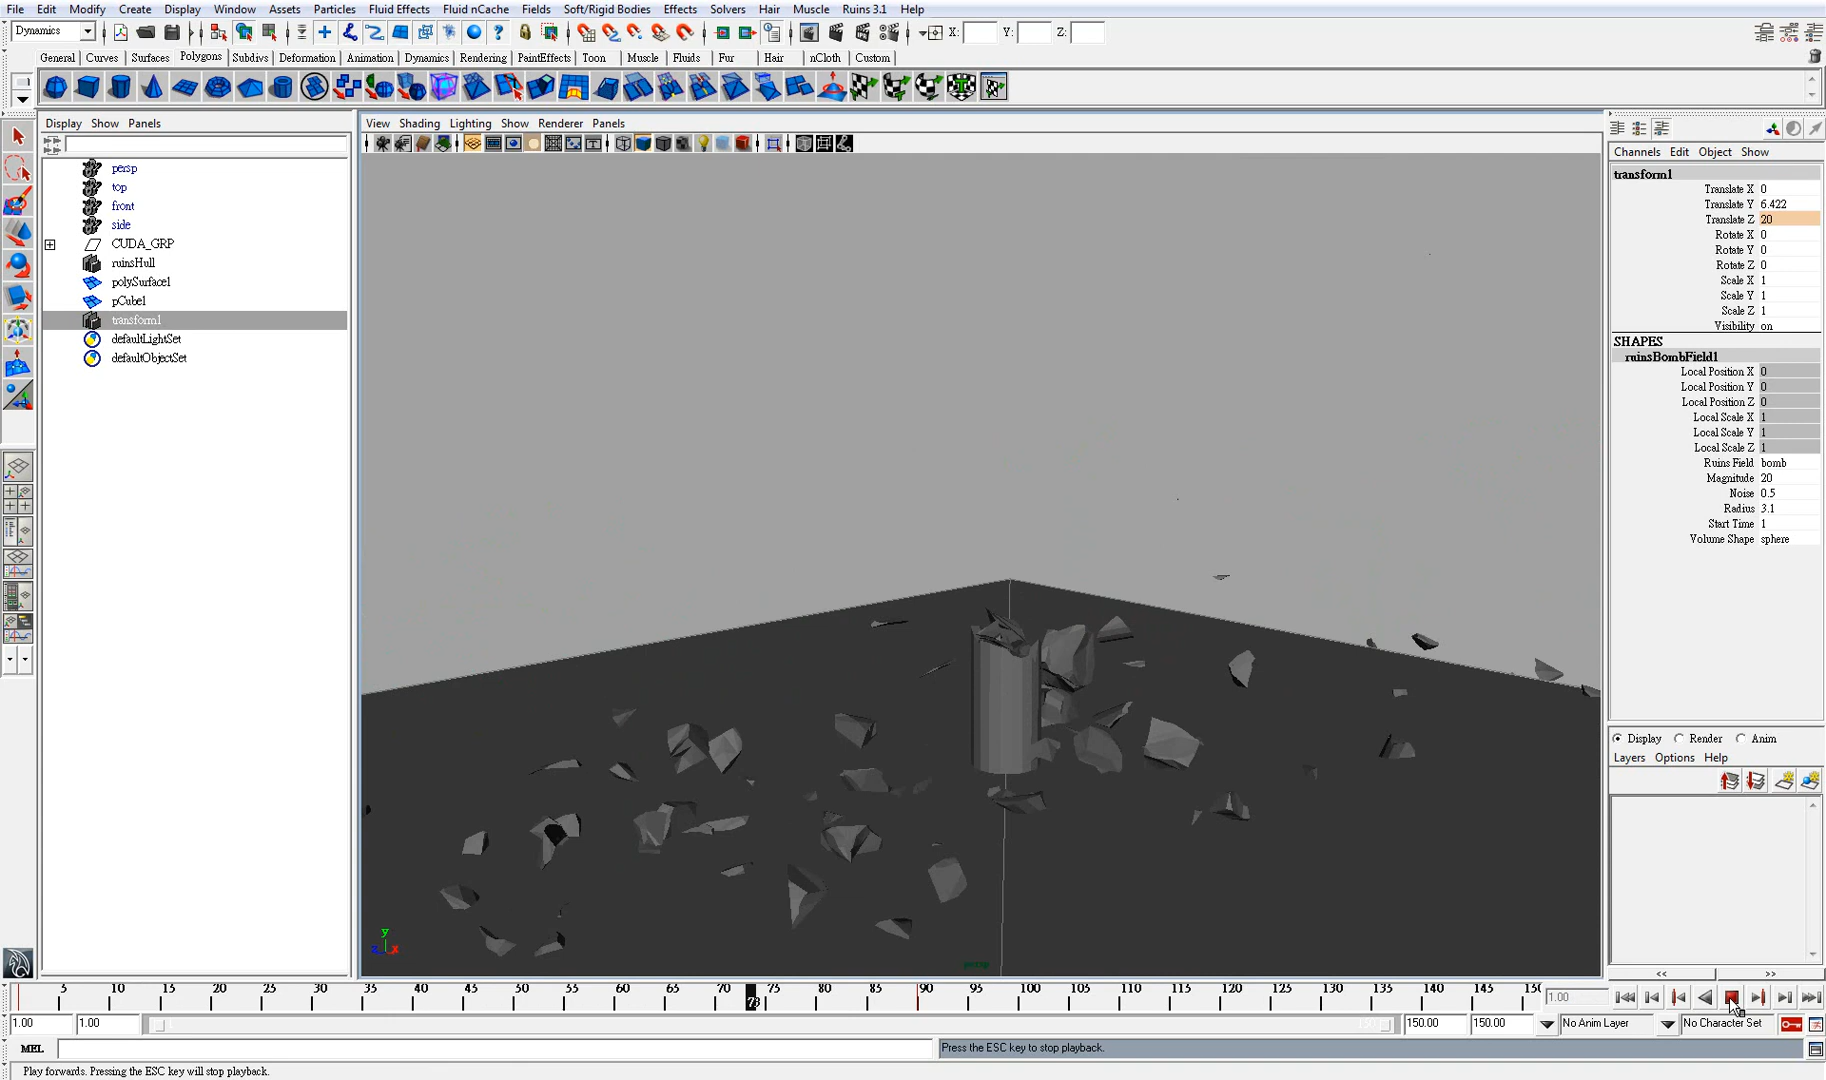 File Edit Modify Create Display Window Assets Particles Fluid Effects Fluid nCache Fields Soft/Rigid Bodies Effects Solvers Hair Muscle Ruins 3.1 Help
Dynamics X: Y: Z:
General Curves Surfaces Polygons Subdivs Deformation Animation Dynamics Rendering PaintEffects Toon Muscle Fluids Fur Hair nCloth Custom
Display Show Panels
persp
top
front
side
CUDA_GRP
ruinsHull
polySurface1
pCube1
transform1
defaultLightSet
defaultObjectSet
View Shading Lighting Show Renderer Panels
y
x
persp
Channels Edit Object Show
transform1
Translate X 0
Translate Y 6.422
Translate Z 20
Rotate X 0
Rotate Y 0
Rotate Z 0
Scale X 1
Scale Y 1
Scale Z 1
Visibility on
SHAPES
ruinsBombField1
Local Position X 0
Local Position Y 0
Local Position Z 0
Local Scale X 1
Local Scale Y 1
Local Scale Z 1
Ruins Field bomb
Magnitude 20
Noise 0.5
Radius 3.1
Start Time 1
Volume Shape sphere
Display Render Anim
Layers Options Help
<< >>
5 10 15 20 25 30 35 40 45 50 55 60 65 70 73 75 80 85 90 95 100 105 110 115 120 125 130 135 140 145 15 1.00
1.00 1.00 150.00 150.00 No Anim Layer No Character Set
MEL Press the ESC key to stop playback.
Play forwards. Pressing the ESC key will stop playback.